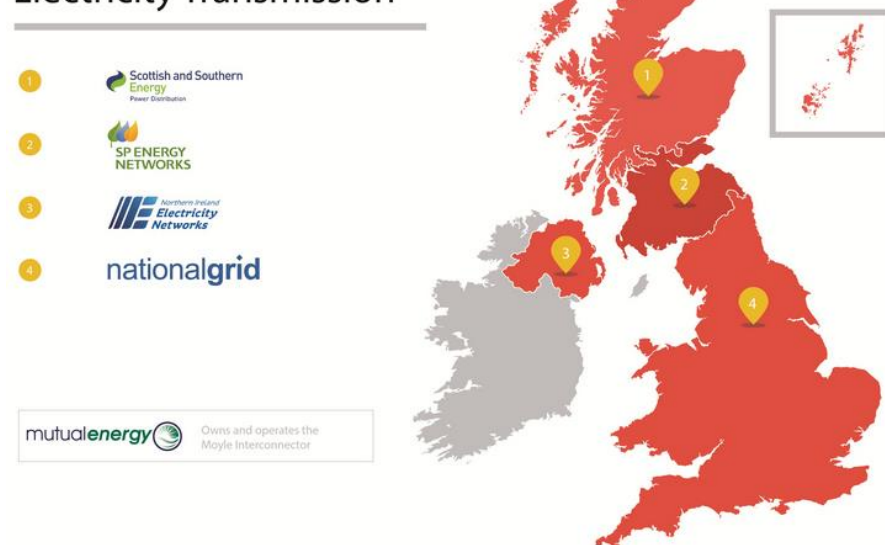 Electricity Transmission
1
Scottish and Southern
Energy
Power Distribution
2
SP ENERGY
NETWORKS
3
Northern Ireland
Electricity
Networks
4
nationalgrid
mutualenergy
Owns and operates the
Moyle Interconnector
1
2
3
4